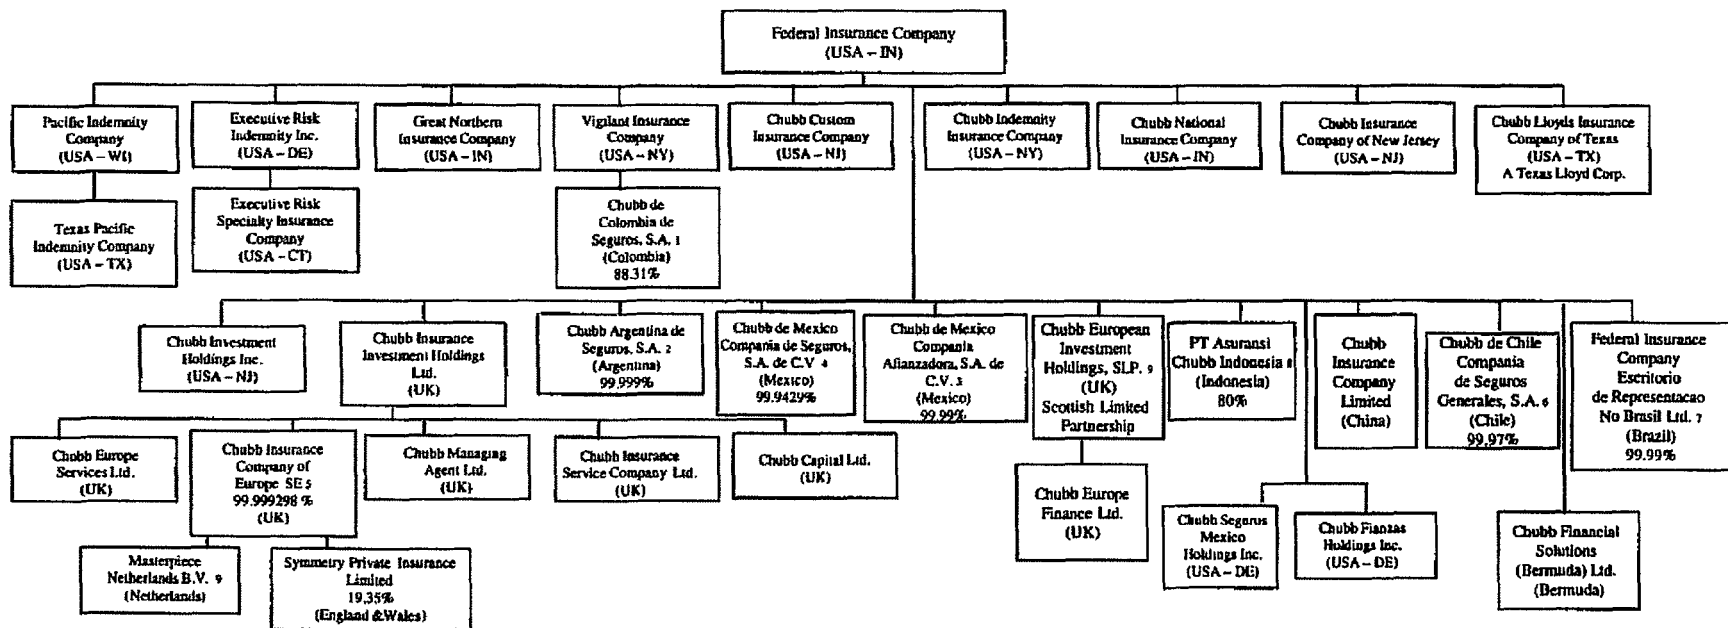 Federal Insurance Company
(USA – IN)
Pacific Indemnity
Company
(USA – WI)
Executive Risk
Indemnity Inc.
(USA – DE)
Great Northern
Insurance Company
(USA – IN)
Vigilant Insurance
Company
(USA – NY)
Chubb Custom
Insurance Company
(USA – NJ)
Chubb Indemnity
Insurance Company
(USA – NY)
Chubb National
Insurance Company
(USA – IN)
Chubb Insurance
Company of New Jersey
(USA – NJ)
Chubb Lloyds Insurance
Company of Texas
(USA – TX)
A Texas Lloyd Corp.
Texas Pacific
Indemnity Company
(USA – TX)
Executive Risk
Specialty Insurance
Company
(USA – CT)
Chubb de
Colombia de
Seguros, S.A. 1
(Colombia)
88.31%
Chubb Investment
Holdings Inc.
(USA – NJ)
Chubb Insurance
Investment Holdings
Ltd.
(UK)
Chubb Argentina de
Seguros, S.A. 2
(Argentina)
99.999%
Chubb de Mexico
Compania de Seguros,
S.A. de C.V 4
(Mexico)
99.9429%
Chubb de Mexico
Compania
Afianzadora, S.A. de
C.V. 3
(Mexico)
99.99%
Chubb European
Investment
Holdings, SLP. 9
(UK)
Scottish Limited
Partnership
PT Asuransi
Chubb Indonesia 8
(Indonesia)
80%
Chubb
Insurance
Company
Limited
(China)
Chubb de Chile
Compania
de Seguros
Generales, S.A. 6
(Chile)
99.97%
Federal Insurance
Company
Escritorio
de Representacao
No Brasil Ltd. 7
(Brazil)
99.99%
Chubb Europe
Services Ltd.
(UK)
Chubb Insurance
Company of
Europe SE 5
99.999298 %
(UK)
Chubb Managing
Agent Ltd.
(UK)
Chubb Insurance
Service Company Ltd.
(UK)
Chubb Capital Ltd.
(UK)
Chubb Europe
Finance Ltd.
(UK)
Chubb Seguros
Mexico
Holdings Inc.
(USA – DE)
Chubb Fianzas
Holdings Inc.
(USA – DE)
Chubb Financial
Solutions
(Bermuda) Ltd.
(Bermuda)
Masterpiece
Netherlands B.V. 9
(Netherlands)
Symmetry Private Insurance
Limited
19.35%
(England &Wales)